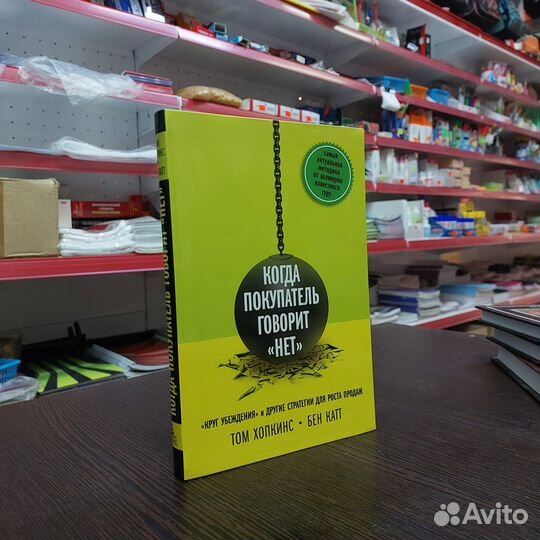 самая
актуальная
методика
от всемирно
известного
гуру
КОГДА
ПОКУПАТЕЛЬ
ГОВОРИТ
«НЕТ»
«КРУГ УБЕЖДЕНИЯ» И ДРУГИЕ СТРАТЕГИИ ДЛЯ РОСТА ПРОДАЖ
ТОМ ХОПКИНС • БЕН КАТТ
КОГДА ПОКУПАТЕЛЬ ГОВОРИТ «НЕТ»
Avito